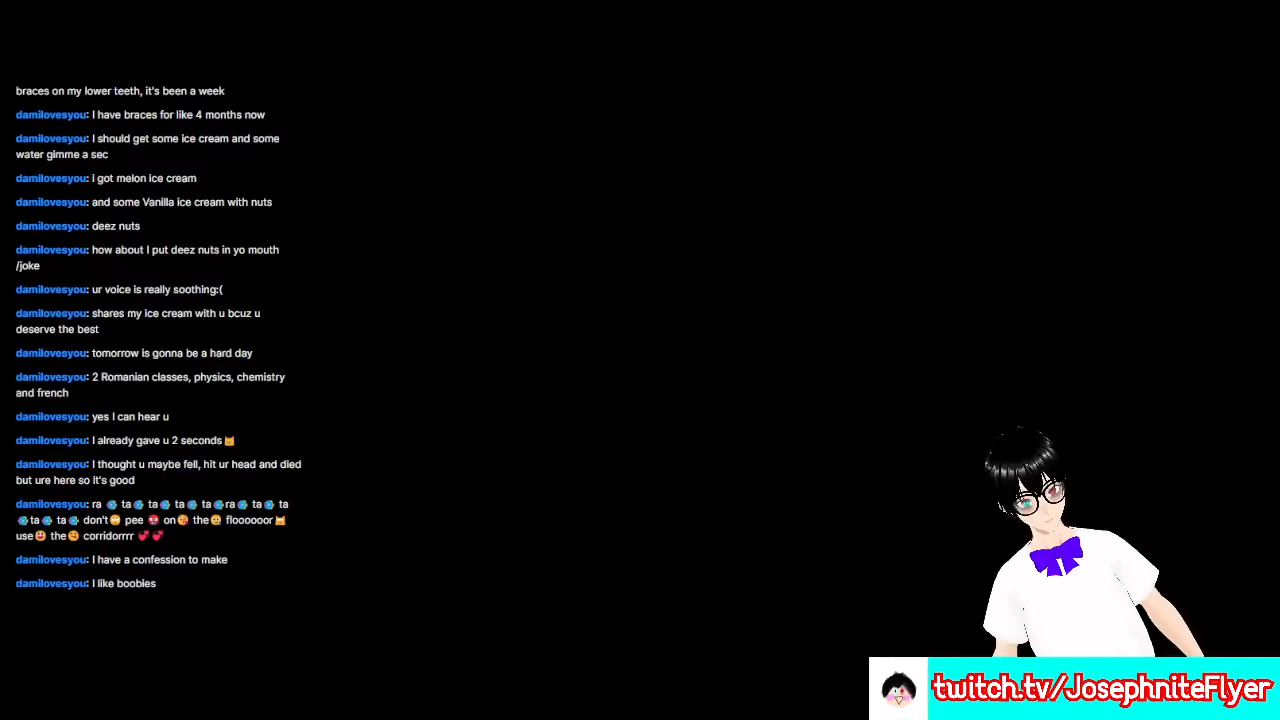 braces on my lower teeth, it's been a week
damilovesyou: I have braces for like 4 months now
damilovesyou: I should get some ice cream and some
water gimme a sec
damilovesyou: i got melon ice cream
damilovesyou: and some Vanilla ice cream with nuts
damilovesyou: deez nuts
damilovesyou: how about I put deez nuts in yo mouth
/joke
damilovesyou: ur voice is really soothing:(
damilovesyou: shares my ice cream with u bcuz u
deserve the best
damilovesyou: tomorrow is gonna be a hard day
damilovesyou: 2 Romanian classes, physics, chemistry
and french
damilovesyou: yes I can hear u
damilovesyou: I already gave u 2 seconds 😸
damilovesyou: I thought u maybe fell, hit ur head and died
but ure here so it's good
damilovesyou: ra 🗣 ta🗣 ta🗣 ta🗣 ta🗣ra🗣 ta🗣 ta
🗣ta🗣 ta🗣 don't🙄 pee 🥵 on😘 the🤭 floooooor😸
use😃 the🥰 corridorrrr 💕💕
damilovesyou: I have a confession to make
damilovesyou: I like boobies
twitch.tv/JosephniteFlyer